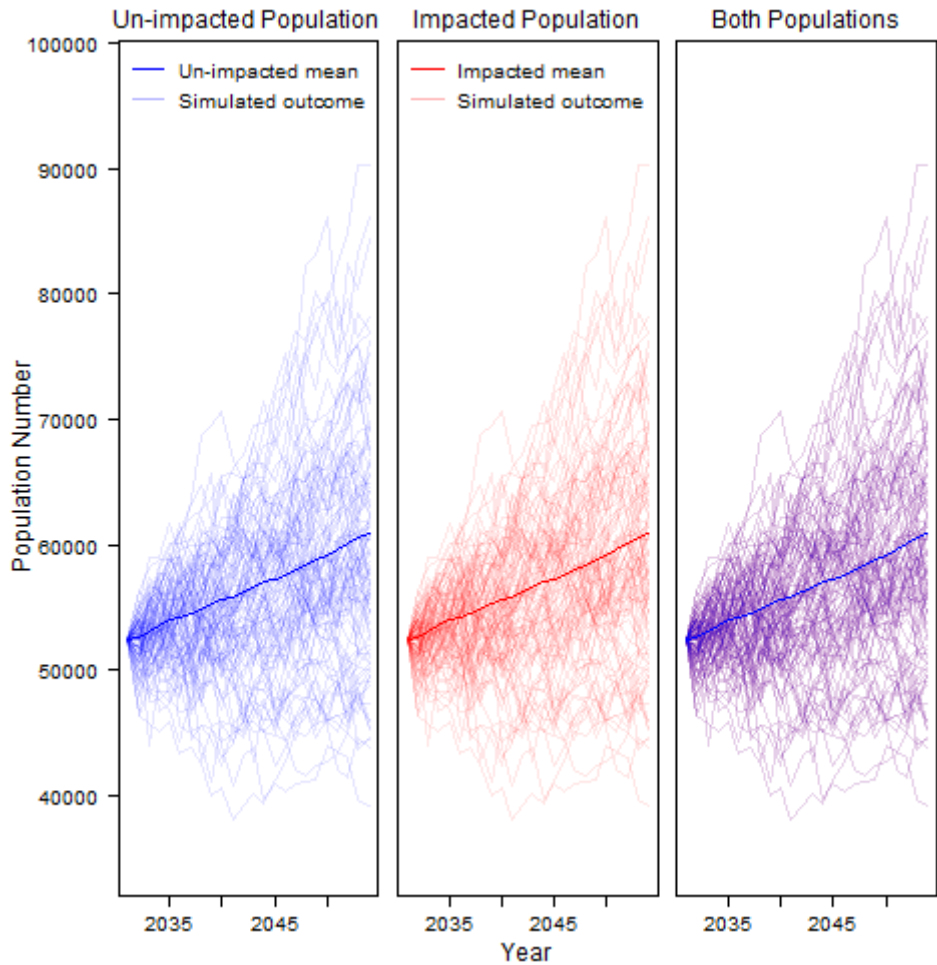 Un-impacted Population
Impacted Population
Both Populations
Un-impacted mean
Simulated outcome
Impacted mean
Simulated outcome
Population Number
100000
90000
80000
70000
60000
50000
40000
2035
2045
2035
2045
2035
2045
Year